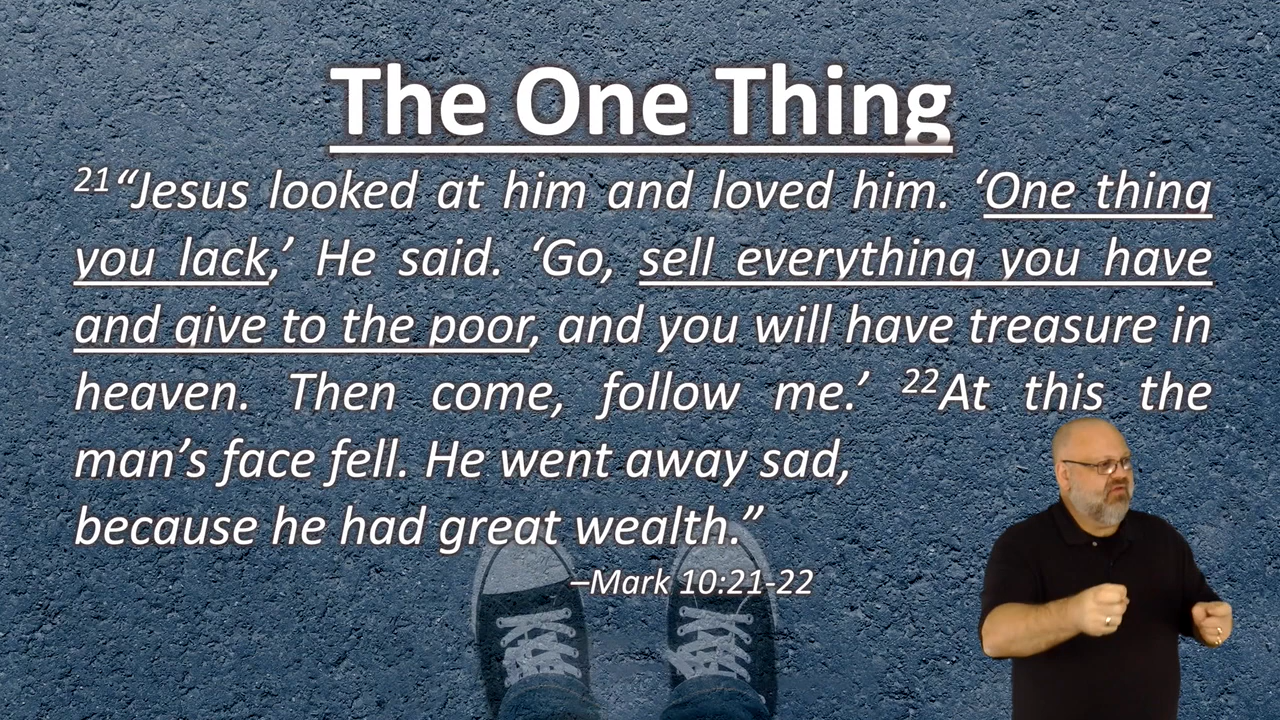 The One Thing
21“Jesus looked at him and loved him. ‘One thing
you lack,’ He said. ‘Go, sell everything you have
and give to the poor, and you will have treasure in
heaven. Then come, follow me.’ 22At this the
man’s face fell. He went away sad,
because he had great wealth.”
–Mark 10:21-22